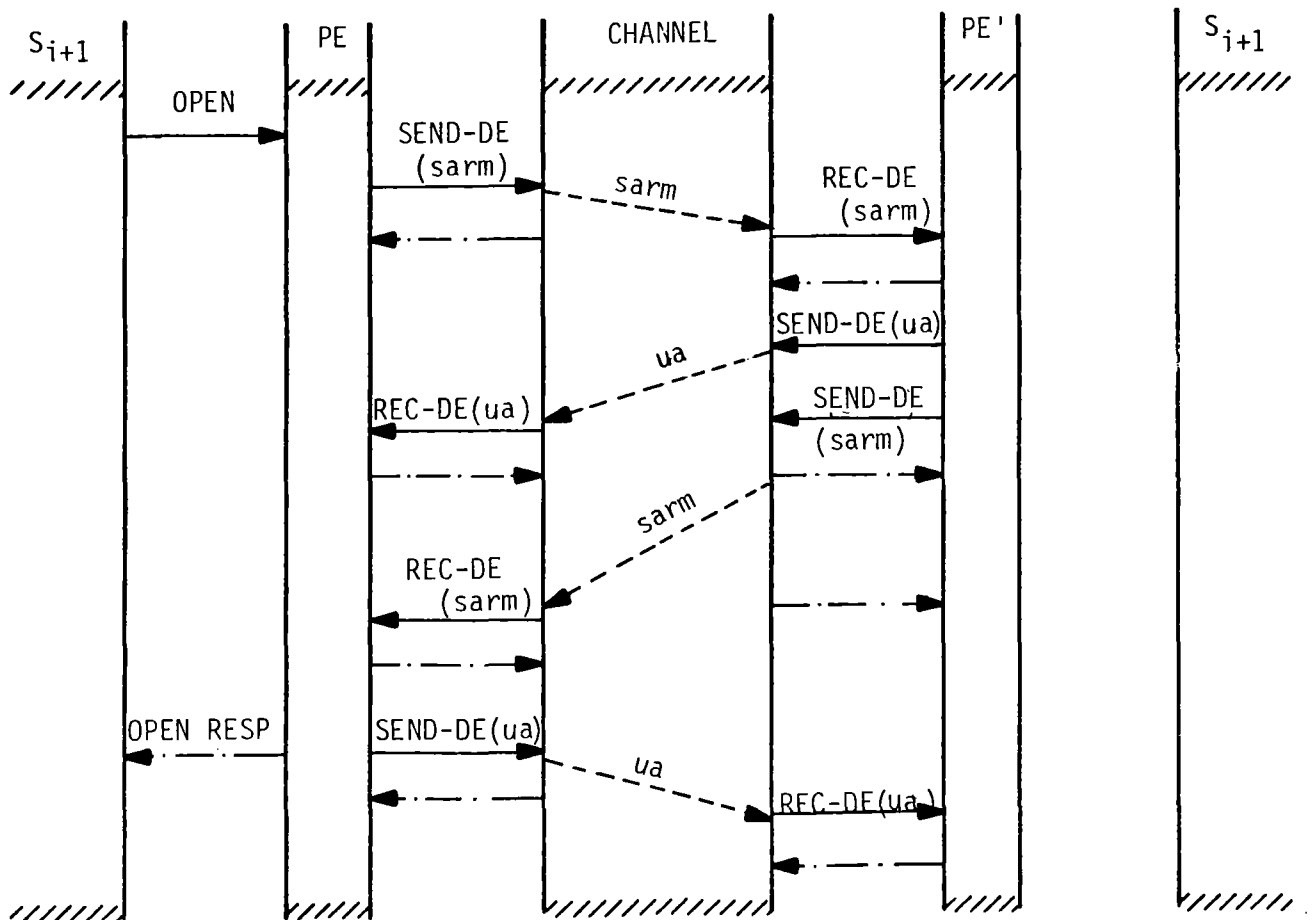 S_{i+1} PE CHANNEL PE' S_{i+1}
OPEN
SEND-DE
(sarm)
sarm
REC-DE
(sarm)
SEND-DE(ua)
ua
REC-DE(ua)
SEND-DE
(sarm)
sarm
REC-DE
(sarm)
OPEN RESP
SEND-DE(ua)
ua
REC-DE(ua)